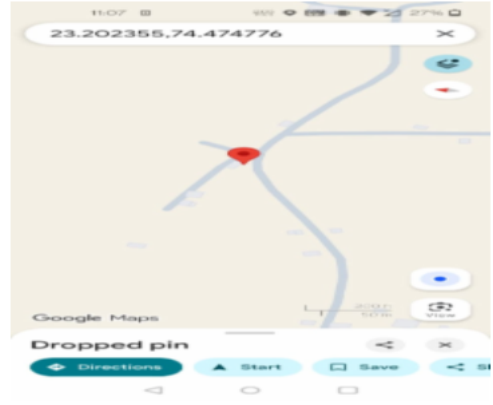 11:07 27%
23.202355,74.474776
Google Maps
View
Dropped pin
Directions Start Save